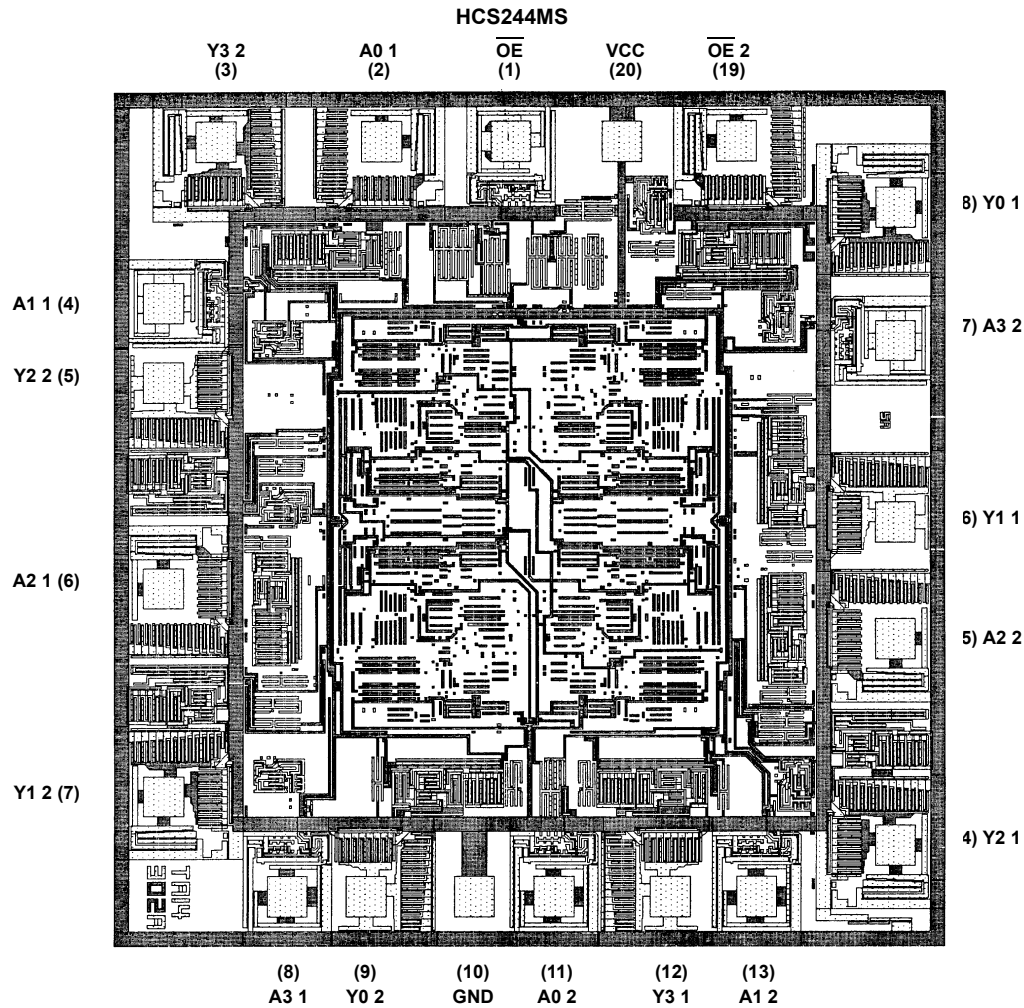 HCS244MS
Y3 2
(3)
A0 1
(2)
OE
(1)
VCC
(20)
OE 2
(19)
8) Y0 1
A1 1 (4)
7) A3 2
Y2 2 (5)
6) Y1 1
A2 1 (6)
5) A2 2
Y1 2 (7)
4) Y2 1
(8)
A3 1
(9)
Y0 2
(10)
GND
(11)
A0 2
(12)
Y3 1
(13)
A1 2